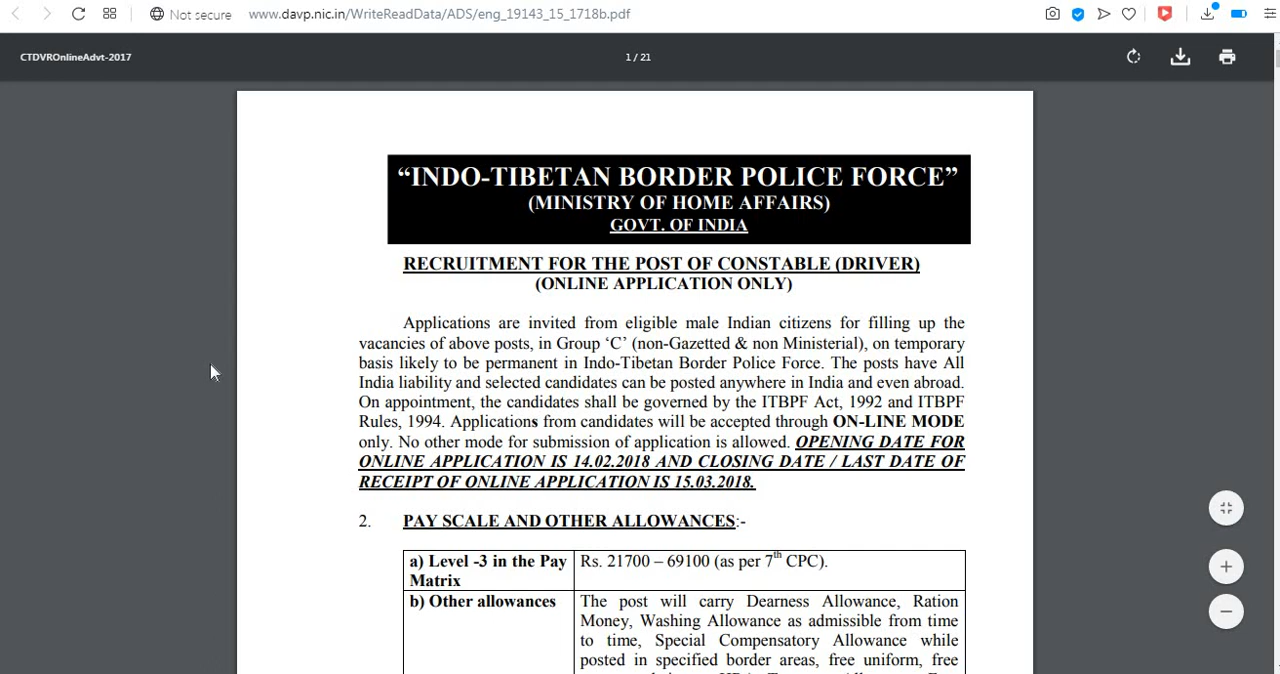 Not secure
www.davp.nic.in/WriteReadData/ADS/eng_19143_15_1718b.pdf
CTDVROnlineAdvt-2017
1 / 21
“INDO-TIBETAN BORDER POLICE FORCE”
(MINISTRY OF HOME AFFAIRS)
GOVT. OF INDIA
RECRUITMENT FOR THE POST OF CONSTABLE (DRIVER)
(ONLINE APPLICATION ONLY)
Applications are invited from eligible male Indian citizens for filling up the
vacancies of above posts, in Group ‘C’ (non-Gazetted & non Ministerial), on temporary
basis likely to be permanent in Indo-Tibetan Border Police Force. The posts have All
India liability and selected candidates can be posted anywhere in India and even abroad.
On appointment, the candidates shall be governed by the ITBPF Act, 1992 and ITBPF
Rules, 1994. Applications from candidates will be accepted through ON-LINE MODE
only. No other mode for submission of application is allowed. OPENING DATE FOR
ONLINE APPLICATION IS 14.02.2018 AND CLOSING DATE / LAST DATE OF
RECEIPT OF ONLINE APPLICATION IS 15.03.2018.
2. PAY SCALE AND OTHER ALLOWANCES:-
a) Level -3 in the Pay
Matrix
Rs. 21700 – 69100 (as per 7th CPC).
b) Other allowances
The post will carry Dearness Allowance, Ration
Money, Washing Allowance as admissible from time
to time, Special Compensatory Allowance while
posted in specified border areas, free uniform, free